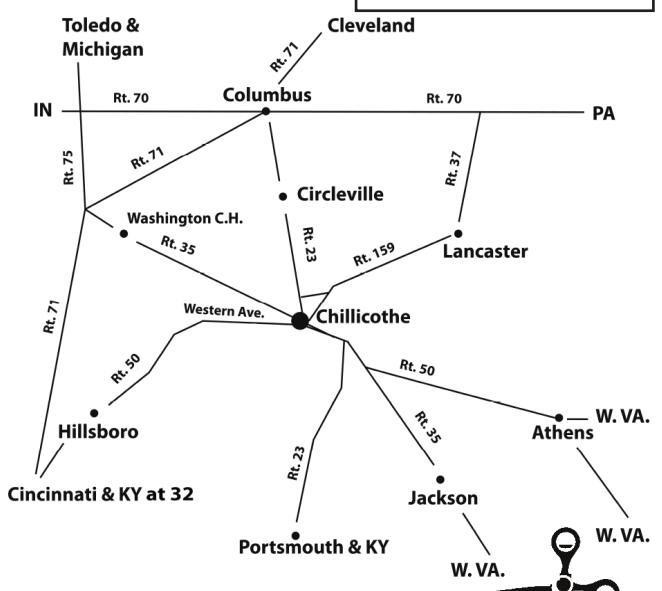 Toledo &
Michigan
Cleveland
Rt. 71
Columbus
IN
Rt. 70
Rt. 70
PA
Rt. 75
Rt. 71
Rt. 37
Circleville
Washington C.H.
Rt. 35
Rt. 23
Rt. 159
Lancaster
Rt. 71
Western Ave.
Chillicothe
Rt. 50
Rt. 50
Hillsboro
Rt. 35
Athens
W. VA.
Rt. 23
Cincinnati & KY at 32
Jackson
W. VA.
Portsmouth & KY
W. VA.